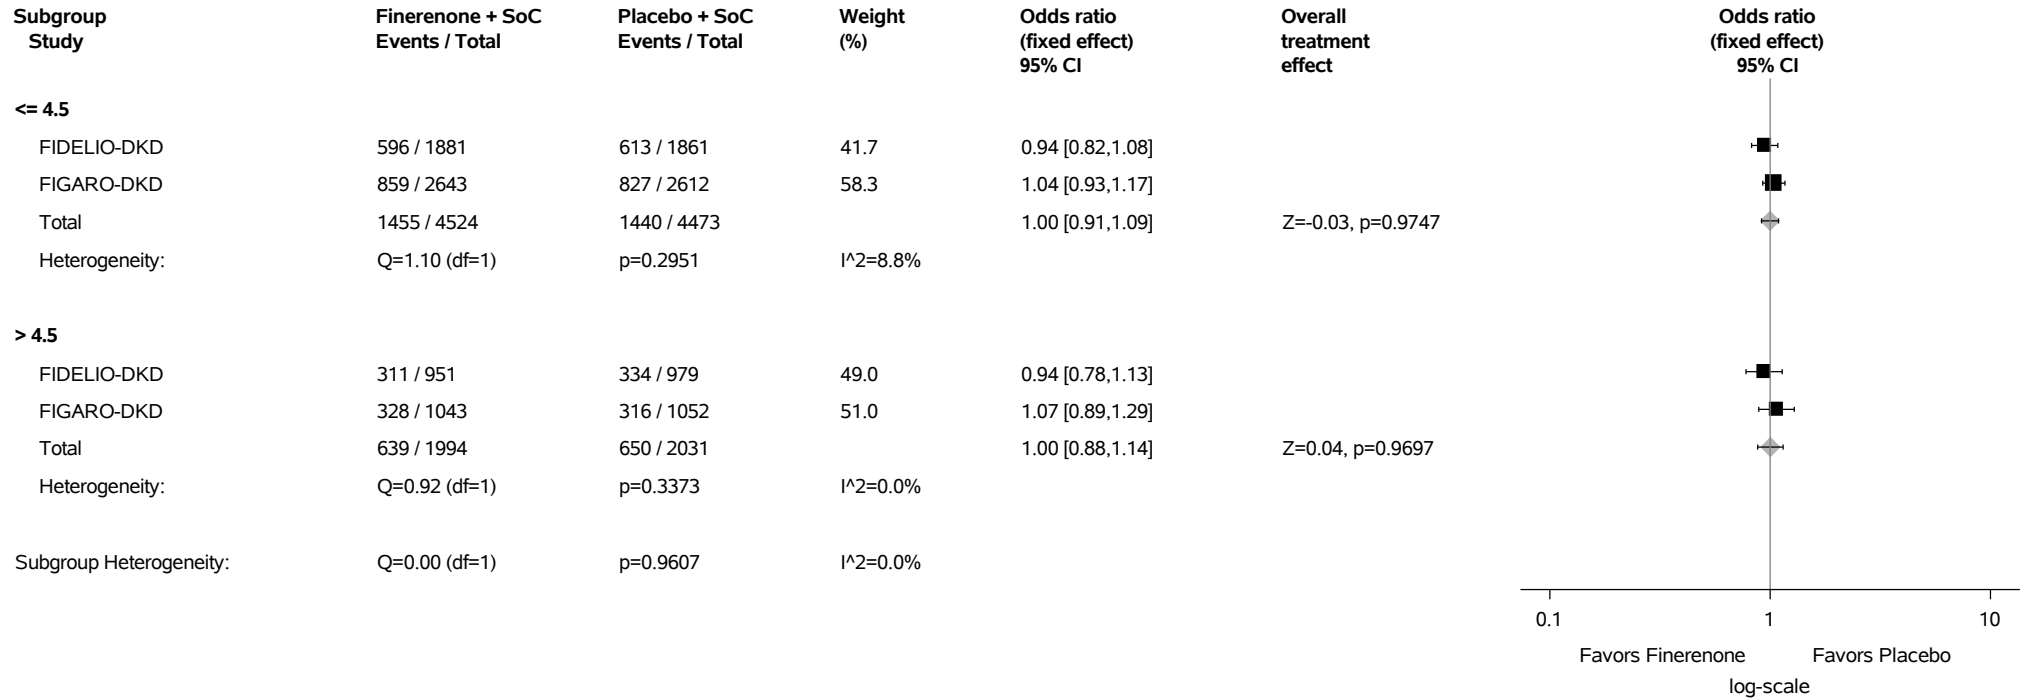 Subgroup Finerenone + SoC Placebo + SoC Weight Odds ratio Overall Odds ratio
Study Events / Total Events / Total (%) (fixed effect) treatment (fixed effect)
95% CI effect 95% CI
<= 4.5
FIDELIO-DKD 596 / 1881 613 / 1861 41.7 0.94 [0.82,1.08]
FIGARO-DKD 859 / 2643 827 / 2612 58.3 1.04 [0.93,1.17]
Total 1455 / 4524 1440 / 4473 1.00 [0.91,1.09] Z=-0.03, p=0.9747
Heterogeneity: Q=1.10 (df=1) p=0.2951 I^2=8.8%
> 4.5
FIDELIO-DKD 311 / 951 334 / 979 49.0 0.94 [0.78,1.13]
FIGARO-DKD 328 / 1043 316 / 1052 51.0 1.07 [0.89,1.29]
Total 639 / 1994 650 / 2031 1.00 [0.88,1.14] Z=0.04, p=0.9697
Heterogeneity: Q=0.92 (df=1) p=0.3373 I^2=0.0%
Subgroup Heterogeneity: Q=0.00 (df=1) p=0.9607 I^2=0.0%
0.1 1 10
Favors Finerenone Favors Placebo
log-scale